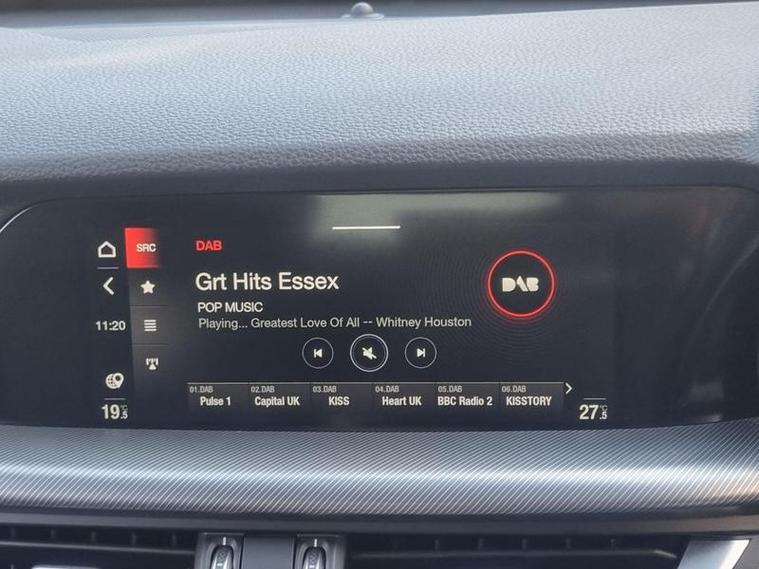 SRC
DAB
Grt Hits Essex
POP MUSIC
Playing... Greatest Love Of All -- Whitney Houston
DAB
11:20
01.DAB 02.DAB 03.DAB 04.DAB 05.DAB 06.DAB
Pulse 1 Capital UK KISS Heart UK BBC Radio 2 KISSTORY
19.5°C
27.5°C